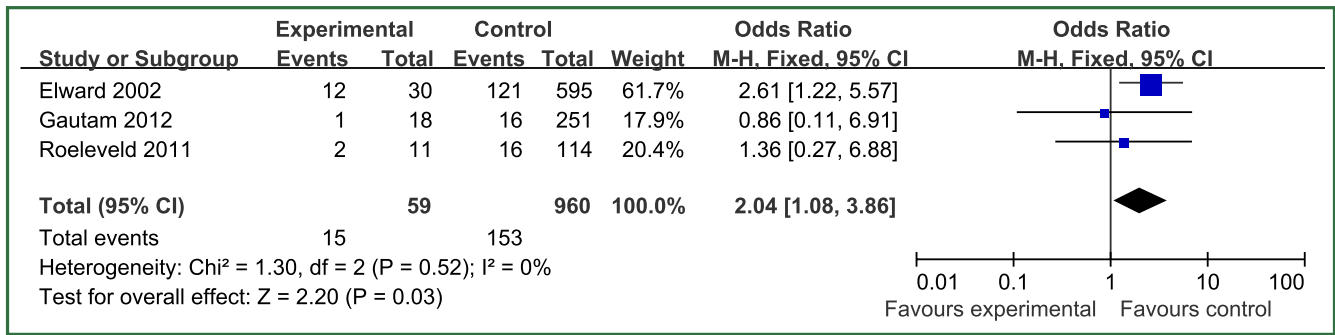 Experimental Control Odds Ratio Odds Ratio
Study or Subgroup Events Total Events Total Weight M-H, Fixed, 95% CI M-H, Fixed, 95% CI
Elward 2002 12 30 121 595 61.7% 2.61 [1.22, 5.57]
Gautam 2012 1 18 16 251 17.9% 0.86 [0.11, 6.91]
Roeleveld 2011 2 11 16 114 20.4% 1.36 [0.27, 6.88]
Total (95% CI) 59 960 100.0% 2.04 [1.08, 3.86]
Total events 15 153
Heterogeneity: Chi² = 1.30, df = 2 (P = 0.52); I² = 0%
Test for overall effect: Z = 2.20 (P = 0.03)
0.01 0.1 1 10 100
Favours experimental Favours control